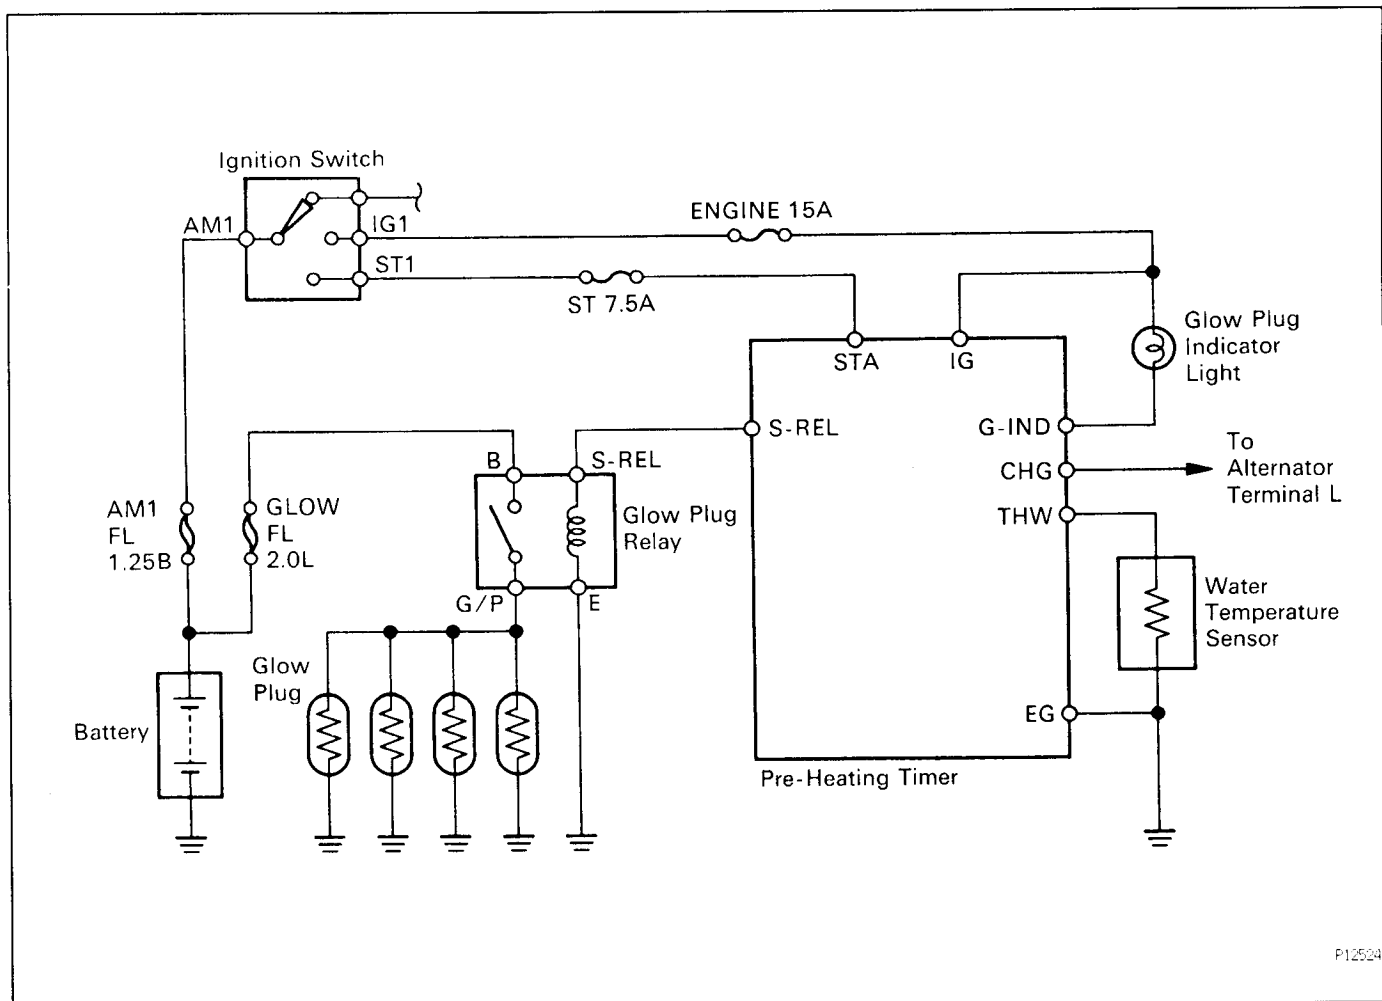 Ignition Switch
AM1
IG1
ST1
ENGINE 15A
ST 7.5A
Glow Plug
Indicator
Light
STA
IG
S-REL
G-IND
CHG
THW
EG
To
Alternator
Terminal L
B
S-REL
Glow Plug
Relay
G/P
E
AM1
FL
1.25B
GLOW
FL
2.0L
Water
Temperature
Sensor
Glow
Plug
Battery
Pre-Heating Timer
P12524